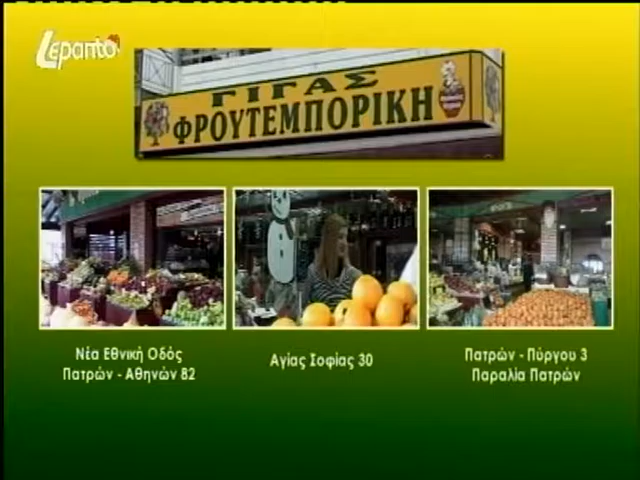 Lepanto
ΓΙΓΑΣ
ΦΡΟΥΤΕΜΠΟΡΙΚΗ
Νέα Εθνική Οδός
Πατρών - Αθηνών 82
Αγίας Σοφίας 30
Πατρών - Πύργου 3
Παραλία Πατρών